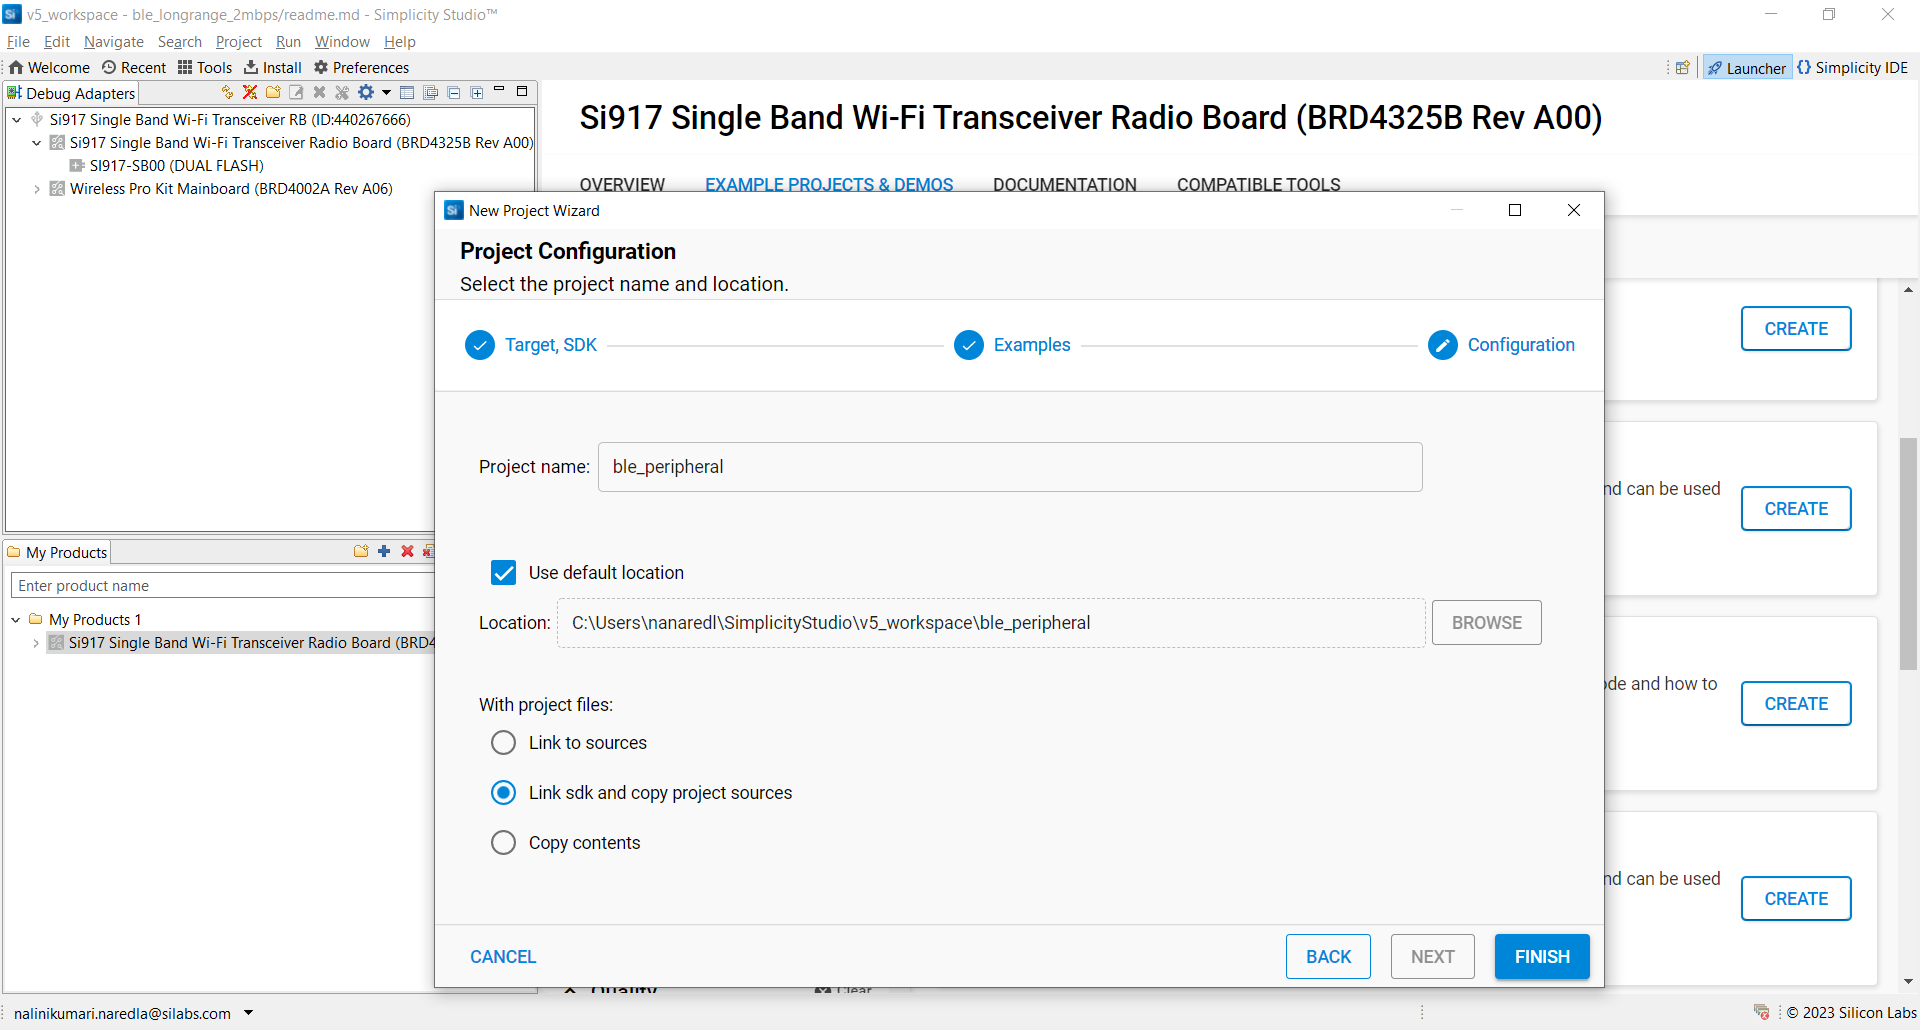 v5_workspace - ble_longrange_2mbps/readme.md - Simplicity Studio™
File Edit Navigate Search Project Run Window Help
Welcome Recent Tools Install Preferences
Launcher Simplicity IDE
Debug Adapters
Si917 Single Band Wi-Fi Transceiver RB (ID:440267666)
Si917 Single Band Wi-Fi Transceiver Radio Board (BRD4325B Rev A00)
SI917-SB00 (DUAL FLASH)
Wireless Pro Kit Mainboard (BRD4002A Rev A06)
My Products
Enter product name
My Products 1
Si917 Single Band Wi-Fi Transceiver Radio Board (BRD4
Si917 Single Band Wi-Fi Transceiver Radio Board (BRD4325B Rev A00)
OVERVIEW EXAMPLE PROJECTS & DEMOS DOCUMENTATION COMPATIBLE TOOLS
Si New Project Wizard
Project Configuration
Select the project name and location.
Target, SDK Examples Configuration
Project name: ble_peripheral
Use default location
Location: C:\Users\nanaredl\SimplicityStudio\v5_workspace\ble_peripheral BROWSE
With project files:
Link to sources
Link sdk and copy project sources
Copy contents
CANCEL BACK NEXT FINISH
CREATE
nd can be used CREATE
ode and how to CREATE
nd can be used CREATE
Quality Clear
nalinikumari.naredla@silabs.com
© 2023 Silicon Labs